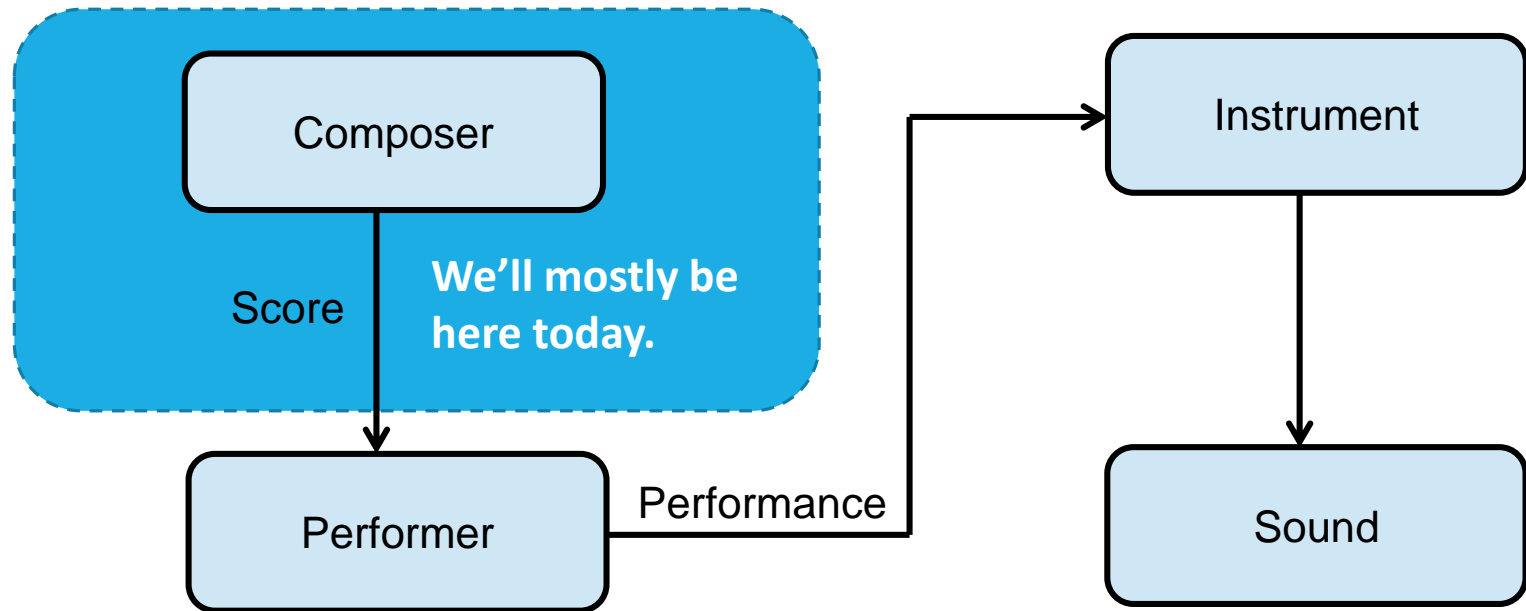 Composer
Instrument
Score
We’ll mostly be
here today.
Performer
Performance
Sound